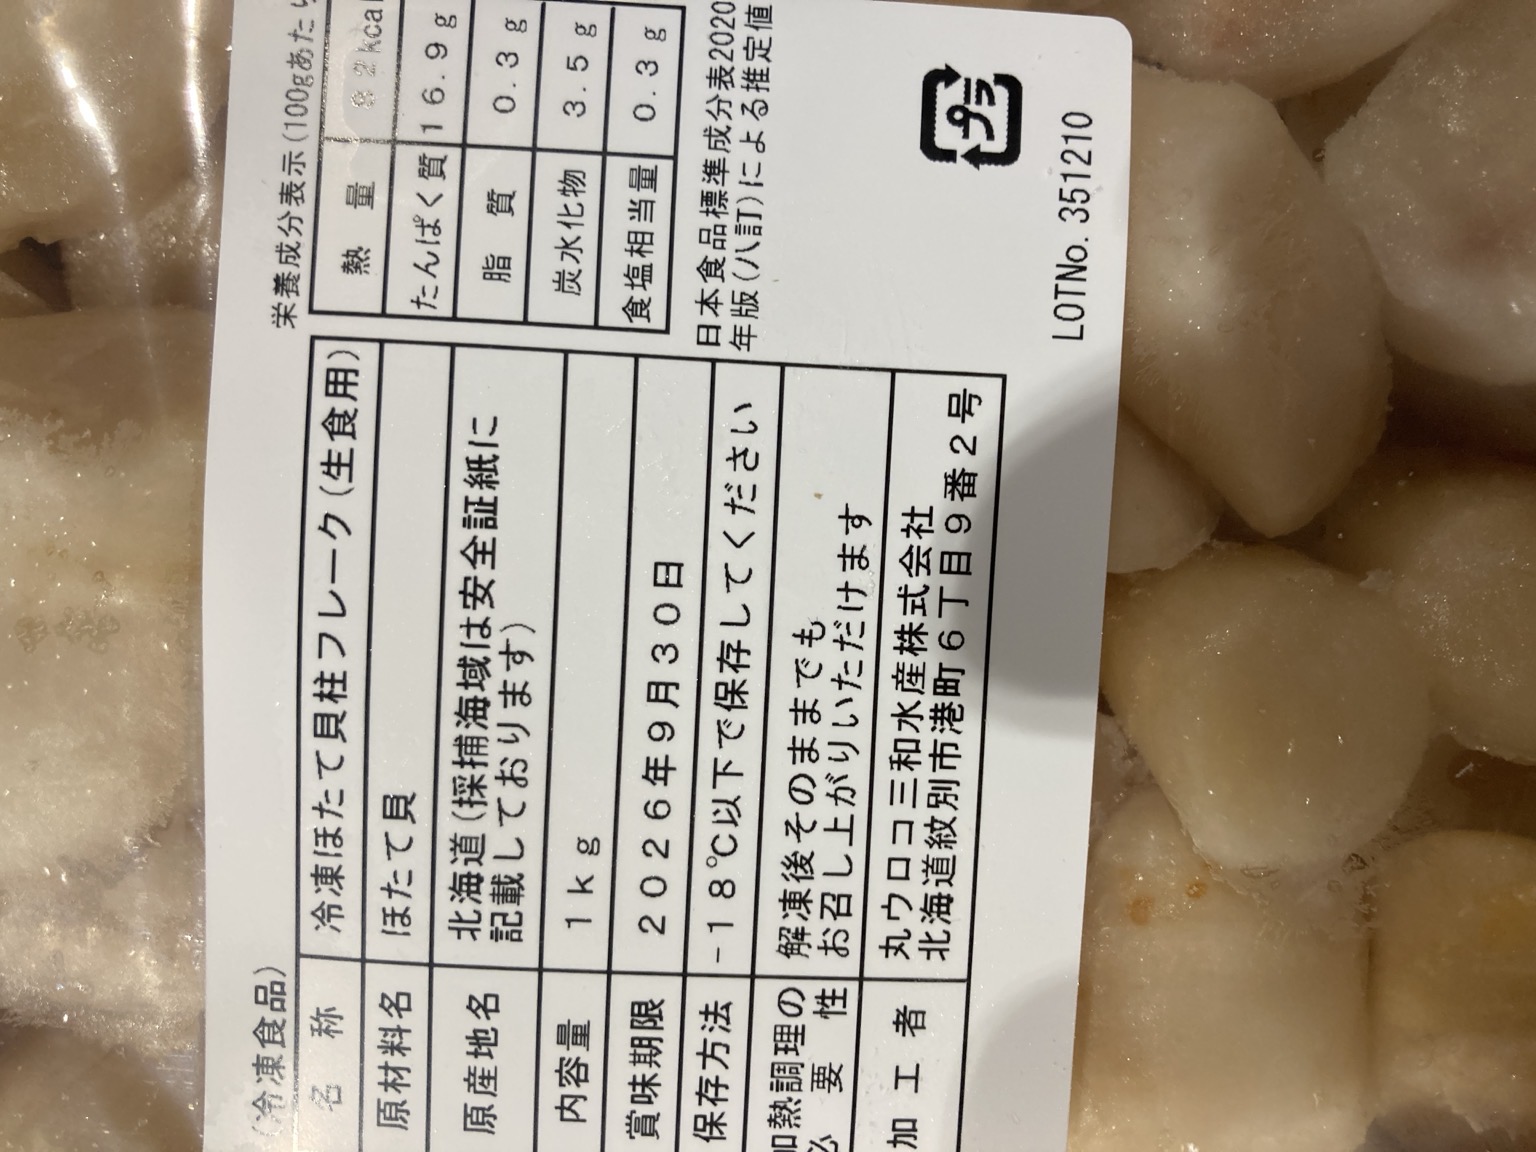 (冷凍食品)
名 称 冷凍ほたて貝柱フレーク(生食用)
原材料名 ほたて貝
原産地名 北海道(採捕海域は安全証紙に
記載しております)
内容量 1kg
賞味期限 2026年9月30日
保存方法 -18℃以下で保存してください
加熱調理の 解凍後そのままでも
必要性 お召し上がりいただけます
加工者 丸ウロコ三和水産株式会社
北海道紋別市港町6丁目9番2号
栄養成分表示(100gあたり
熱 量 82kcal
たんぱく質 16.9g
脂 質 0.3g
炭水化物 3.5g
食塩相当量 0.3g
日本食品標準成分表2020
年版(八訂)による推定値
プラ
LOTNo. 351210